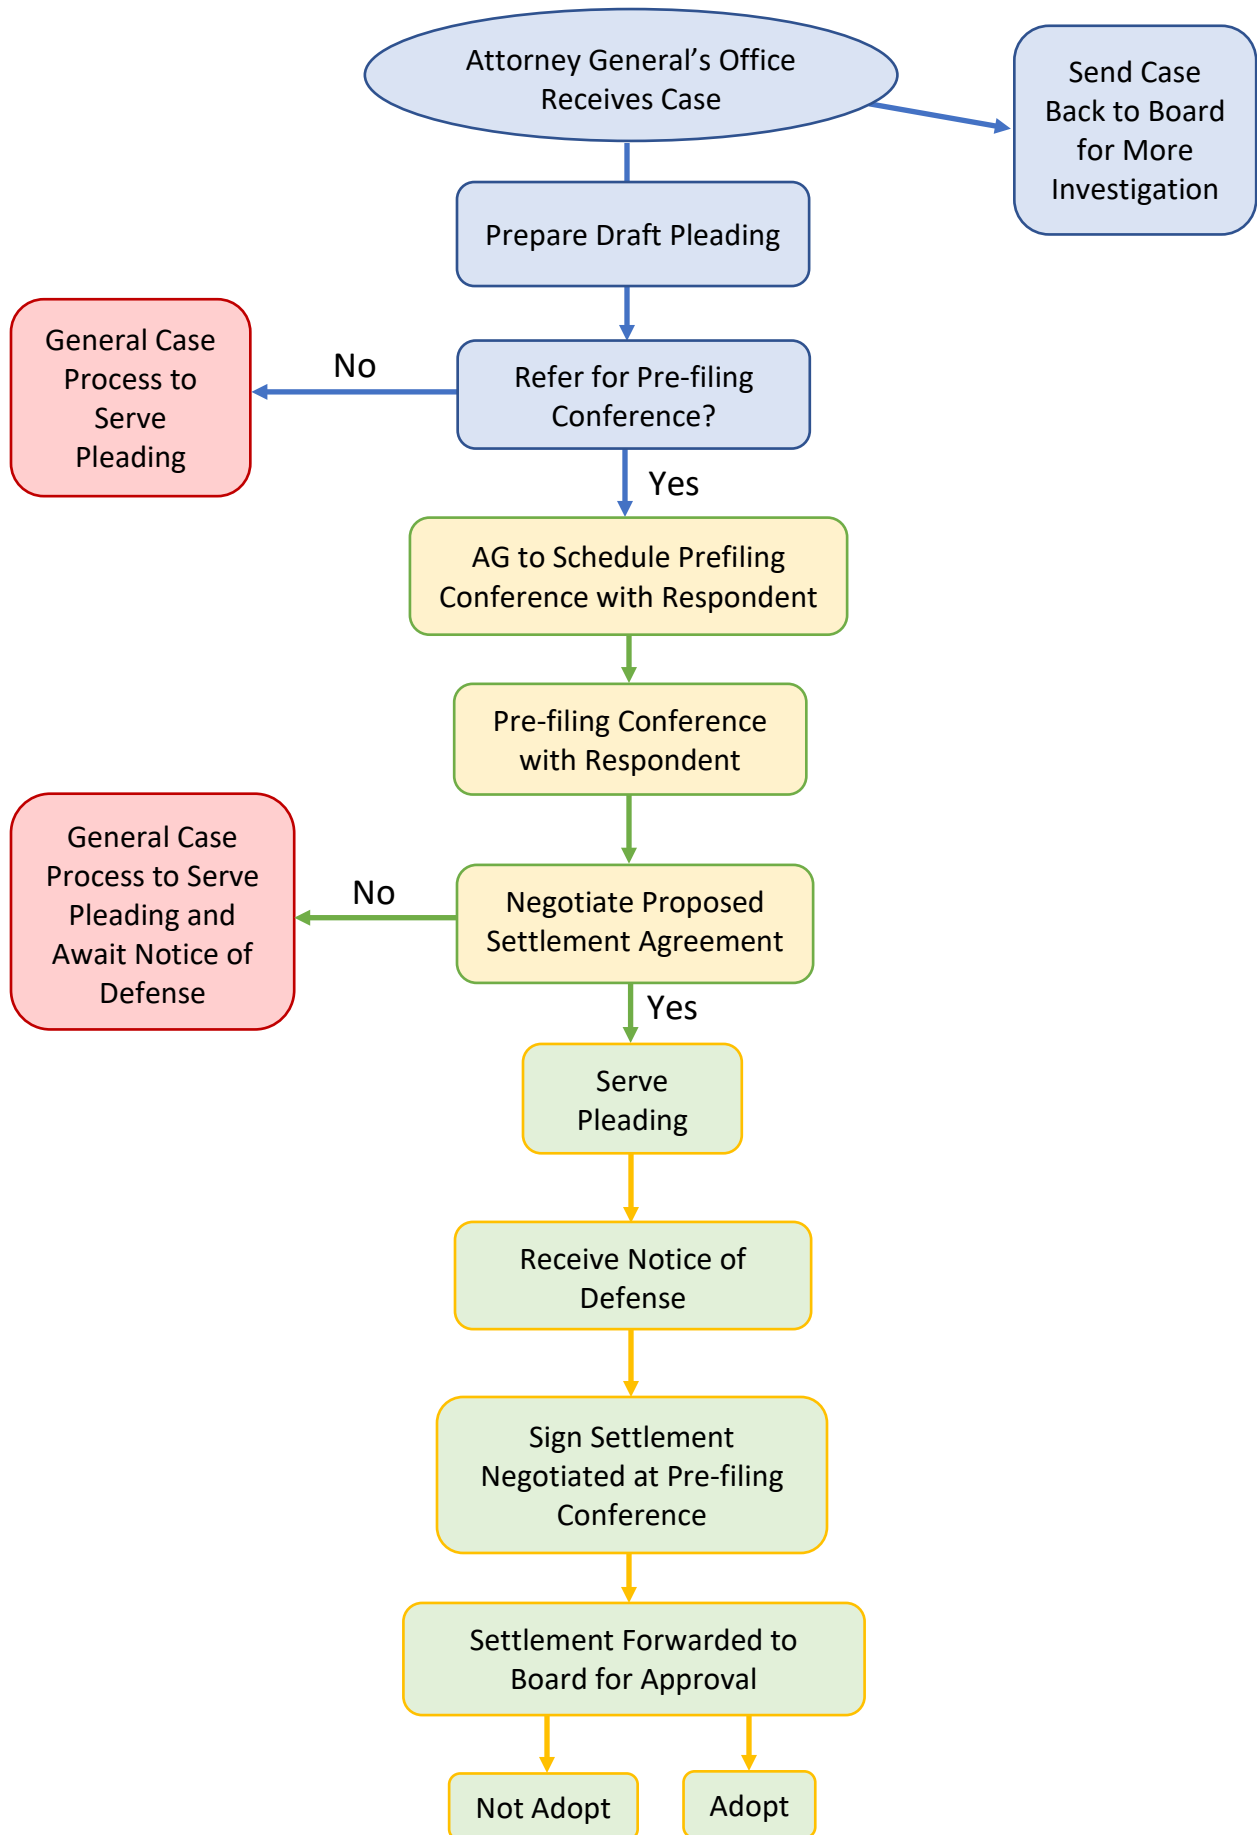 Attorney General’s Office
Receives Case
Send Case
Back to Board
for More
Investigation
Prepare Draft Pleading
General Case
Process to
Serve
Pleading
No
Refer for Pre-filing
Conference?
Yes
AG to Schedule Prefiling
Conference with Respondent
Pre-filing Conference
with Respondent
General Case
Process to Serve
Pleading and
Await Notice of
Defense
No
Negotiate Proposed
Settlement Agreement
Yes
Serve
Pleading
Receive Notice of
Defense
Sign Settlement
Negotiated at Pre-filing
Conference
Settlement Forwarded to
Board for Approval
Not Adopt
Adopt